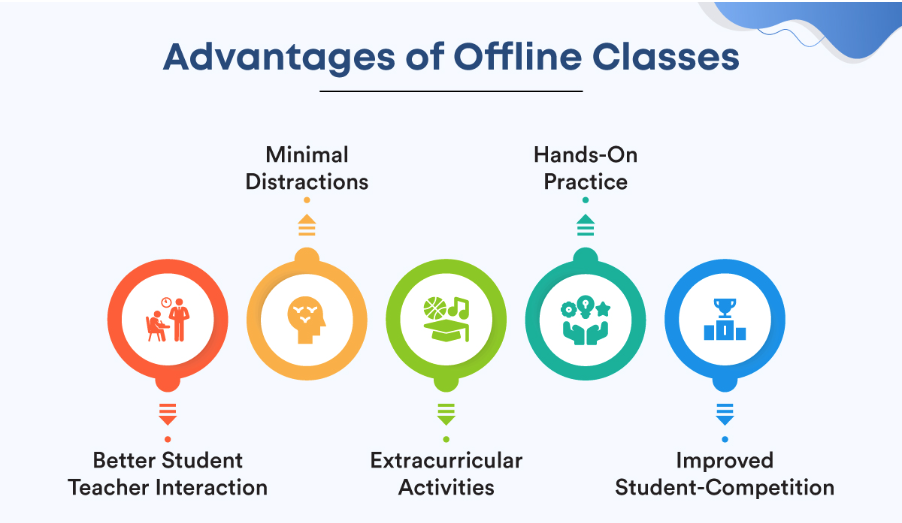 Advantages of Offline Classes
Minimal
Distractions
Hands-On
Practice
Better Student
Teacher Interaction
Extracurricular
Activities
Improved
Student-Competition